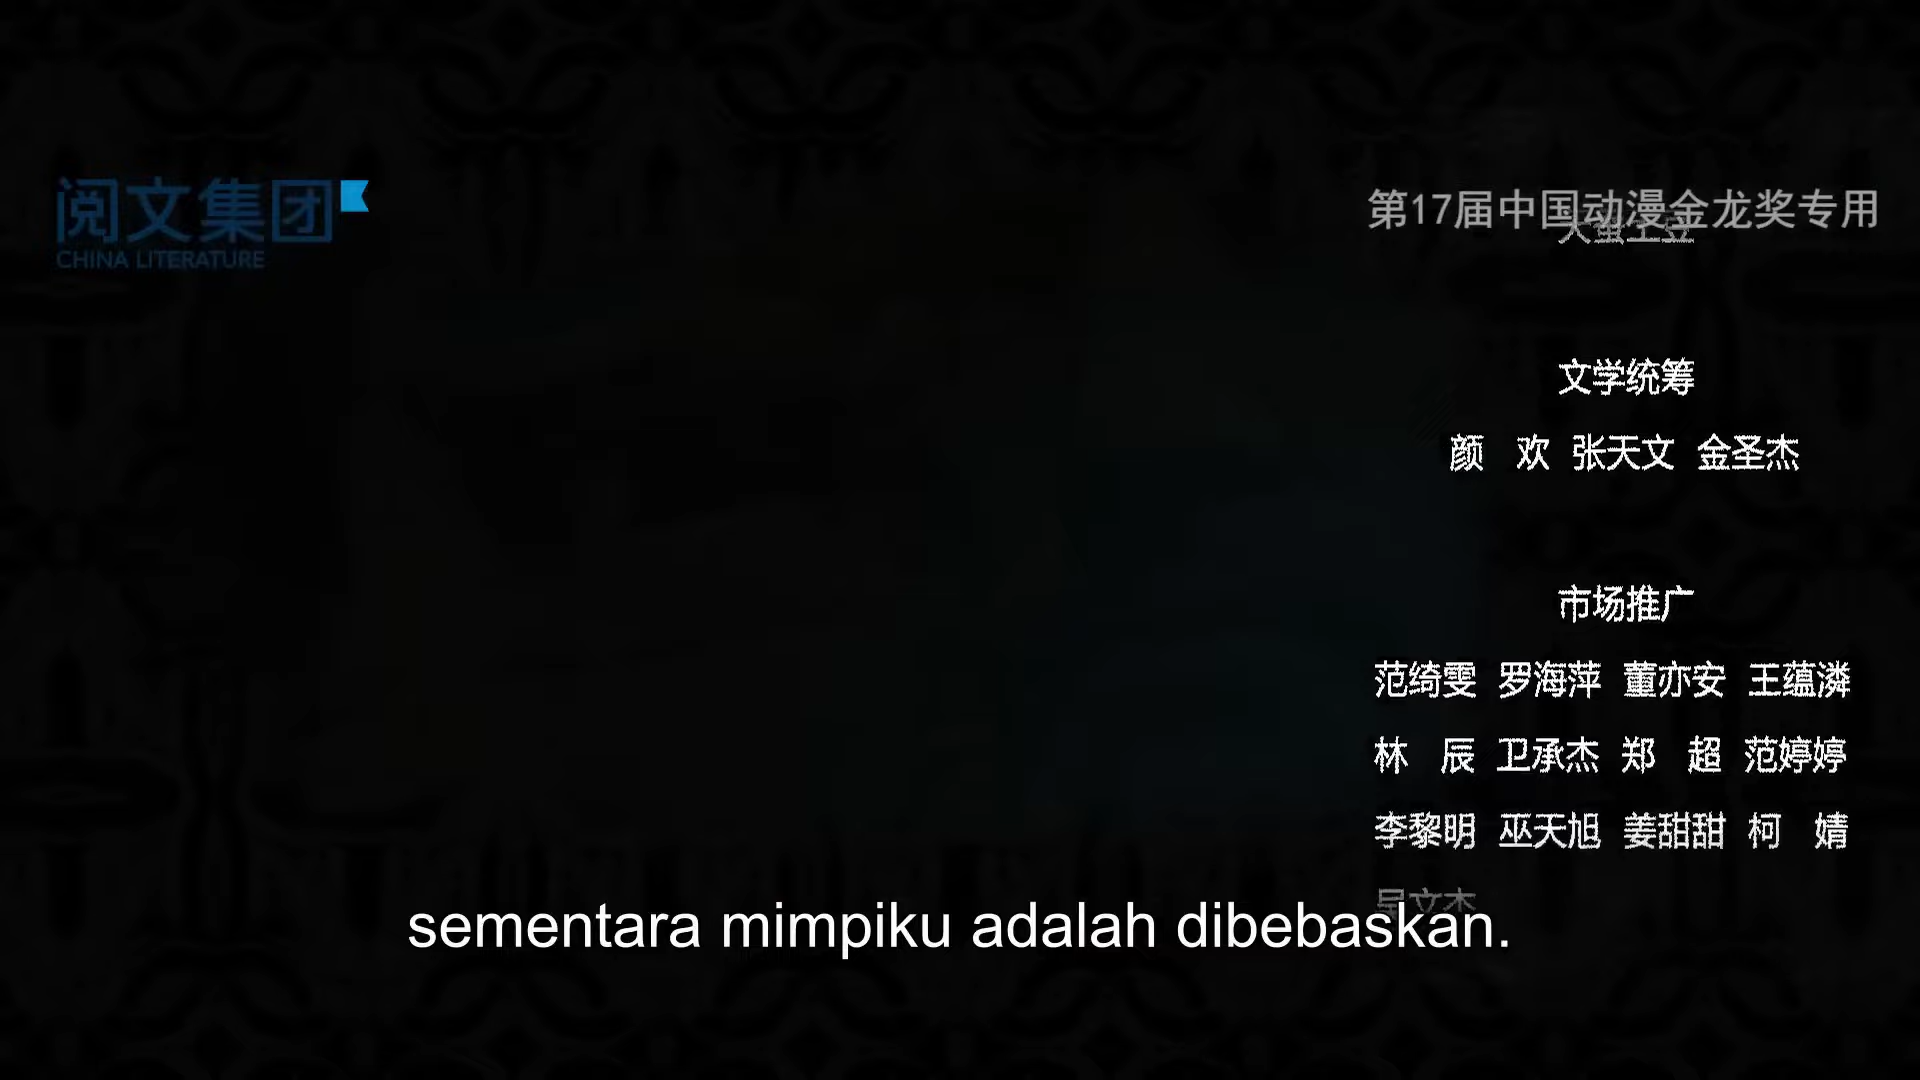 阅文集团
CHINA LITERATURE
第17届中国动漫金龙奖专用
文学统筹
颜 欢 张天文 金圣杰
市场推广
范绮雯 罗海萍 董亦安 王蕴潾
林 辰 卫承杰 郑 超 范婷婷
李黎明 巫天旭 姜甜甜 柯 婧
sementara mimpiku adalah dibebaskan.